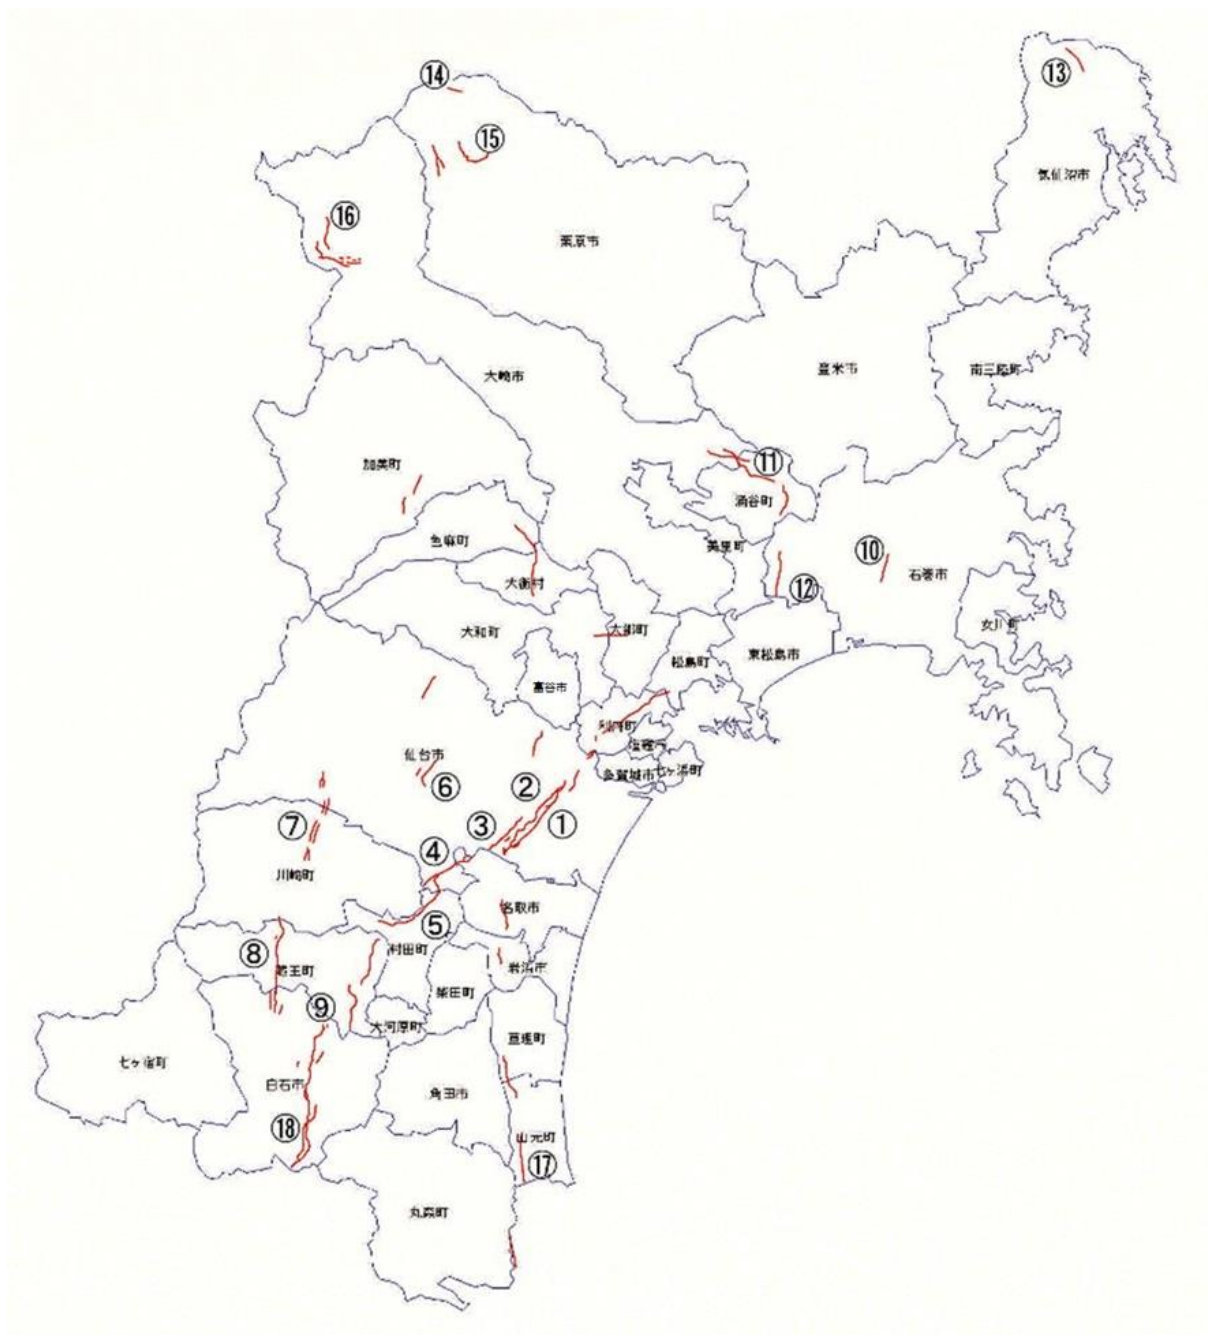 ⑭
⑬
⑮
気仙沼市
⑯
栗原市
大崎市
登米市
南三陸町
加美町
⑪
涌谷町
色麻町
美里町
⑩
石巻市
大衡村
⑫
大和町
大郷町
女川町
松島町
東松島市
富谷市
利府町
塩竈市
仙台市
多賀城市
七ヶ浜町
⑥
②
⑦
③
①
④
川崎町
名取市
⑤
村田町
⑧
蔵王町
岩沼市
柴田町
⑨
大河原町
亘理町
七ヶ宿町
白石市
角田市
⑱
山元町
⑰
丸森町